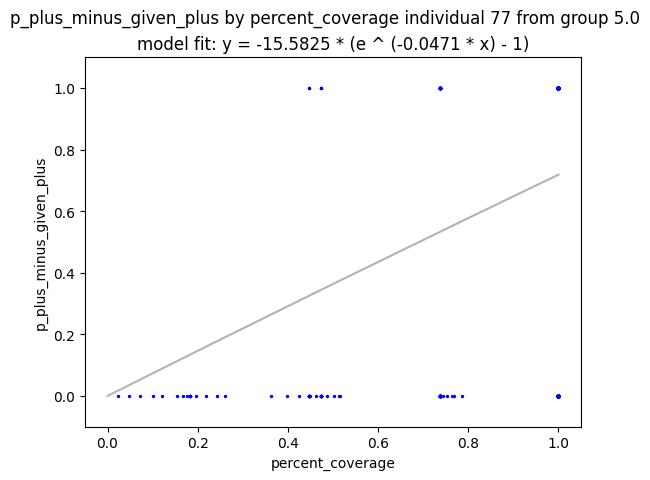 p_plus_minus_given_plus by percent_coverage individual 77 from group 5.0
model fit: y = -15.5825 * (e ^ (-0.0471 * x) - 1)
1.0
0.8
0.6
0.4
0.2
0.0
p_plus_minus_given_plus
0.0 0.2 0.4 0.6 0.8 1.0
percent_coverage